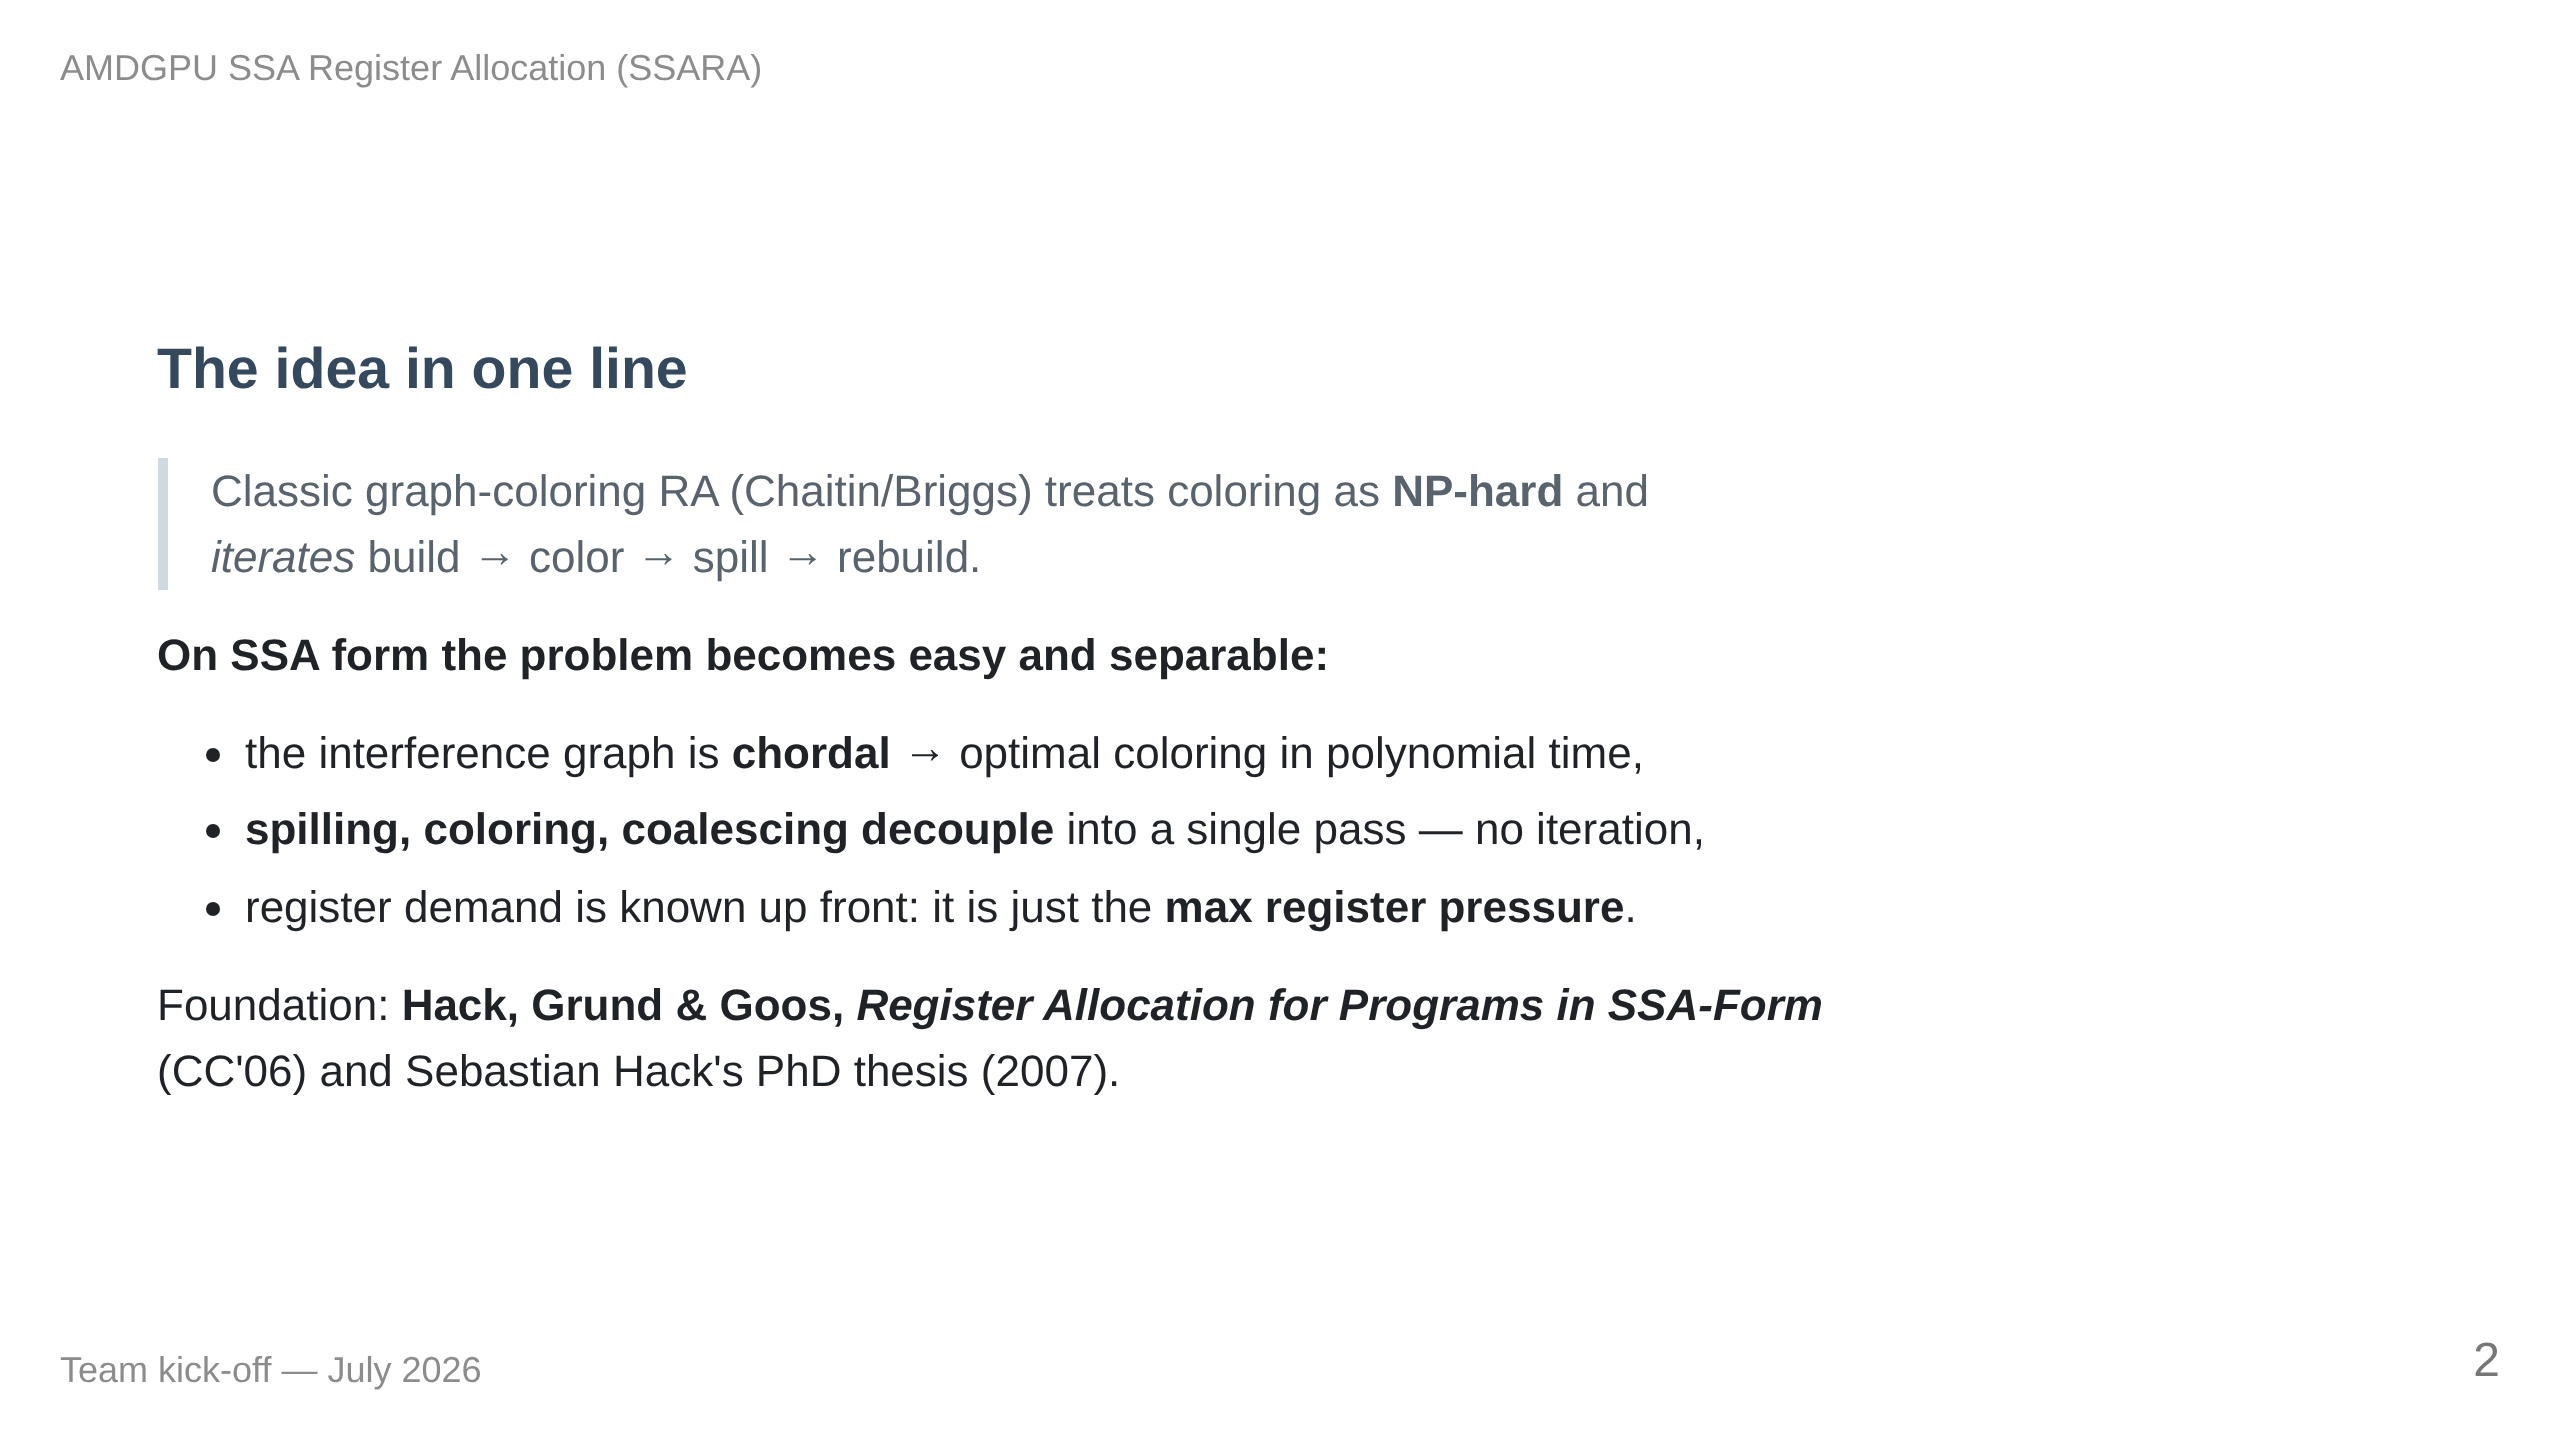 AMDGPU SSA Register Allocation (SSARA)
The idea in one line
Classic graph-coloring RA (Chaitin/Briggs) treats coloring as NP-hard and
iterates build → color → spill → rebuild.
On SSA form the problem becomes easy and separable:
• the interference graph is chordal → optimal coloring in polynomial time,
• spilling, coloring, coalescing decouple into a single pass — no iteration,
• register demand is known up front: it is just the max register pressure.
Foundation: Hack, Grund & Goos, Register Allocation for Programs in SSA-Form
(CC'06) and Sebastian Hack's PhD thesis (2007).
Team kick-off — July 2026
2